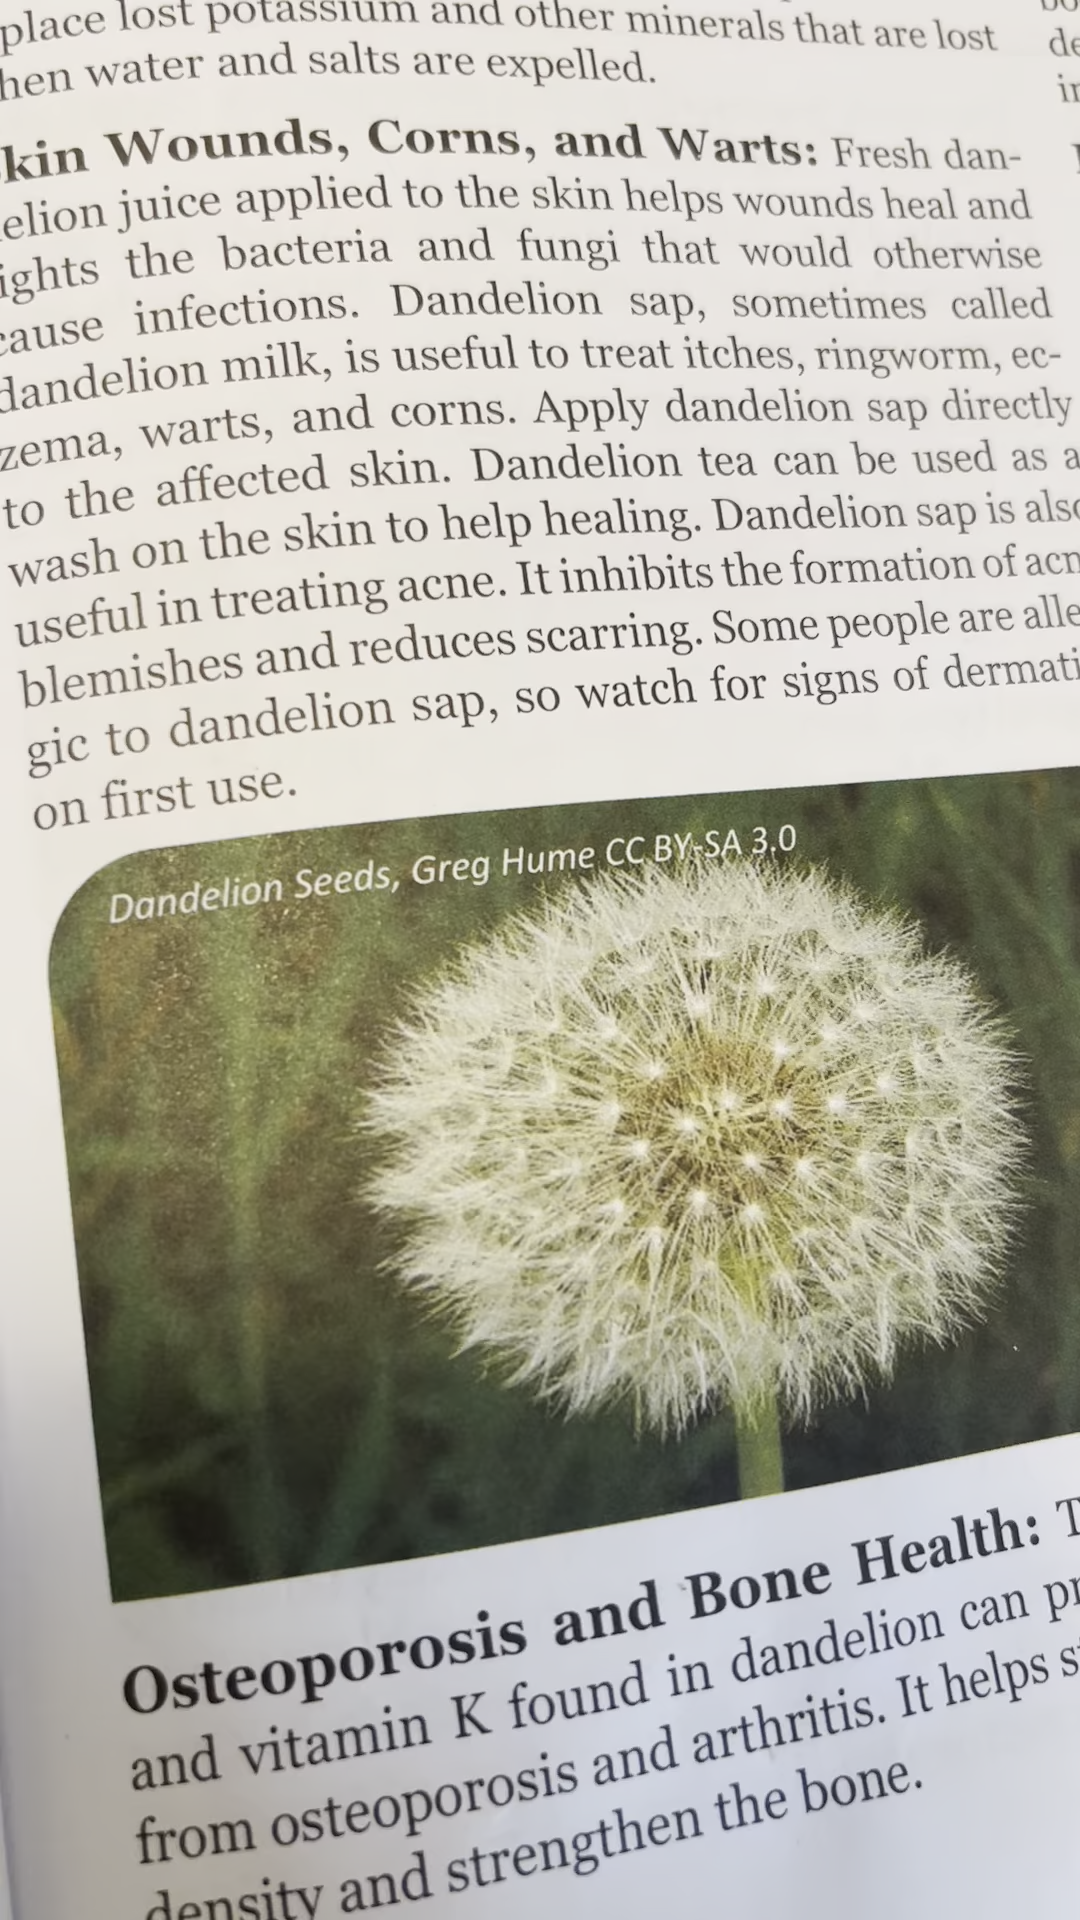 place lost potassium and other minerals that are lost
hen water and salts are expelled.
kin Wounds, Corns, and Warts: Fresh dan-
elion juice applied to the skin helps wounds heal and
ights the bacteria and fungi that would otherwise
cause infections. Dandelion sap, sometimes called
dandelion milk, is useful to treat itches, ringworm, ec-
zema, warts, and corns. Apply dandelion sap directly
to the affected skin. Dandelion tea can be used as a
wash on the skin to help healing. Dandelion sap is also
useful in treating acne. It inhibits the formation of acn
blemishes and reduces scarring. Some people are alle
gic to dandelion sap, so watch for signs of dermati
on first use.
Dandelion Seeds, Greg Hume CC BY-SA 3.0
Osteoporosis and Bone Health: T
and vitamin K found in dandelion can pr
from osteoporosis and arthritis. It helps s
density and strengthen the bone.
de
in